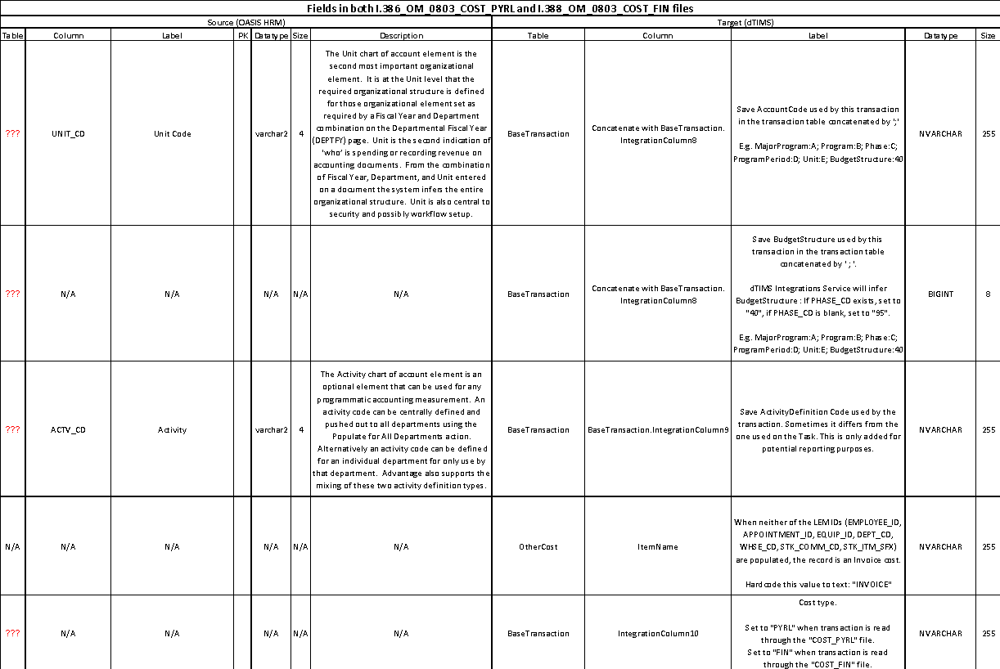 Fields in both I.386_OM_0803_COST_PYRL and I.388_OM_0803_COST_FIN files
Source (OASIS HRM) Target (dTIMS)
Table Column Label PK Datatype Size Description Table Column Label Datatype Size
??? UNIT_CD Unit Code varchar2 4
The Unit chart of account element is the
second most important organizational
element. It is at the Unit level that the
required organizational structure is defined
for those organizational element set as
required by a Fiscal Year and Department
combination on the Departmental Fiscal Year
(DEPTFY) page. Unit is the second indication of
'who' is spending or recording revenue on
accounting documents. From the combination
of Fiscal Year, Department, and Unit entered
on a document the system infers the entire
organizational structure. Unit is also central to
security and possibly workflow setup.
BaseTransaction
Concatenate with BaseTransaction.
IntegrationColumn8
Save AccountCode used by this transaction
in the transaction table concatenated by ';'
E.g. MajorProgram:A; Program:B; Phase:C;
ProgramPeriod:D; Unit:E; BudgetStructure:40
NVARCHAR 255
??? N/A N/A N/A N/A N/A
BaseTransaction
Concatenate with BaseTransaction.
IntegrationColumn8
Save BudgetStructure used by this
transaction in the transaction table
concatenated by ' ; '.
dTIMS Integrations Service will infer
BudgetStructure : If PHASE_CD exists, set to
"40", if PHASE_CD is blank, set to "95".
E.g. MajorProgram:A; Program:B; Phase:C;
ProgramPeriod:D; Unit:E; BudgetStructure:40
BIGINT 8
??? ACTV_CD Activity varchar2 4
The Activity chart of account element is an
optional element that can be used for any
programmatic accounting measurement. An
activity code can be centrally defined and
pushed out to all departments using the
Populate for All Departments action.
Alternatively an activity code can be defined
for an individual department for only use by
that department. Advantage also supports the
mixing of these two activity definition types.
BaseTransaction
BaseTransaction.IntegrationColumn9
Save ActivityDefinition Code used by the
transaction. Sometimes it differs from the
one used on the Task. This is only added for
potential reporting purposes.
NVARCHAR 255
N/A N/A N/A N/A N/A N/A
OtherCost
ItemName
When neither of the LEM IDs (EMPLOYEE_ID,
APPOINTMENT_ID, EQUIP_ID, DEPT_CD,
WHSE_CD, STK_COMM_CD, STK_ITM_SFX)
are populated, the record is an Invoice cost.
Hardcode this value to text: "INVOICE"
NVARCHAR 255
??? N/A N/A N/A N/A N/A
BaseTransaction
IntegrationColumn10
Cost type.
Set to "PYRL" when transaction is read
through the "COST_PYRL" file.
Set to "FIN" when transaction is read
through the "COST_FIN" file.
NVARCHAR 255